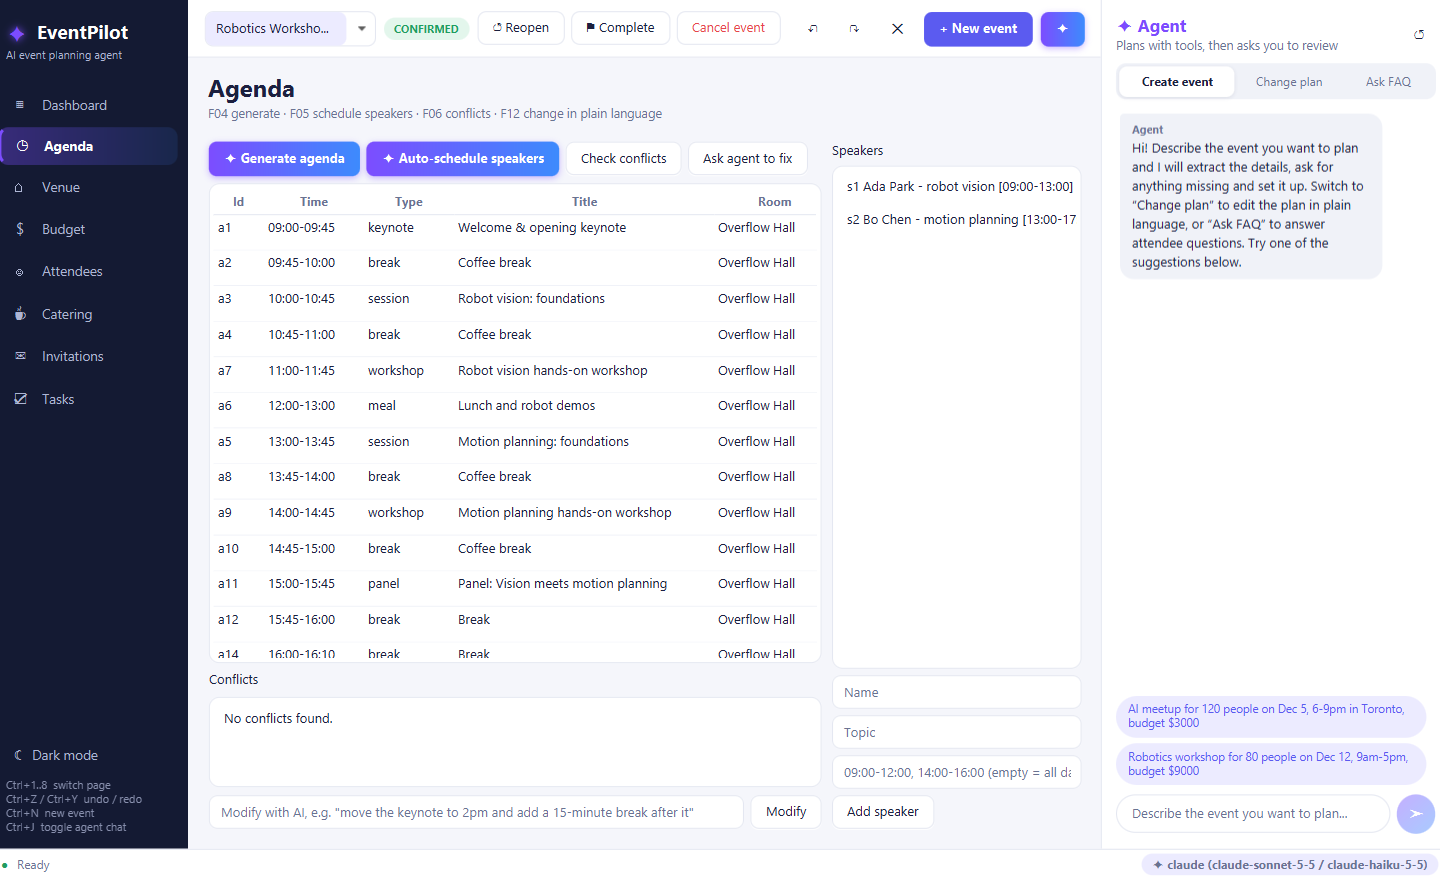 EventPilot
AI event planning agent
Dashboard
Agenda
Venue
$ Budget
Attendees
Catering
Invitations
Tasks
Dark mode
Ctrl+1..8 switch page
Ctrl+Z / Ctrl+Y undo / redo
Ctrl+N new event
Ctrl+J toggle agent chat
Robotics Worksho...
CONFIRMED
Reopen
Complete
Cancel event
+ New event
Agenda
F04 generate · F05 schedule speakers · F06 conflicts · F12 change in plain language
Generate agenda
Auto-schedule speakers
Check conflicts
Ask agent to fix
Id Time Type Title Room
a1 09:00-09:45 keynote Welcome & opening keynote Overflow Hall
a2 09:45-10:00 break Coffee break Overflow Hall
a3 10:00-10:45 session Robot vision: foundations Overflow Hall
a4 10:45-11:00 break Coffee break Overflow Hall
a7 11:00-11:45 workshop Robot vision hands-on workshop Overflow Hall
a6 12:00-13:00 meal Lunch and robot demos Overflow Hall
a5 13:00-13:45 session Motion planning: foundations Overflow Hall
a8 13:45-14:00 break Coffee break Overflow Hall
a9 14:00-14:45 workshop Motion planning hands-on workshop Overflow Hall
a10 14:45-15:00 break Coffee break Overflow Hall
a11 15:00-15:45 panel Panel: Vision meets motion planning Overflow Hall
a12 15:45-16:00 break Break Overflow Hall
a14 16:00-16:10 break Break Overflow Hall
Conflicts
No conflicts found.
Modify with AI, e.g. "move the keynote to 2pm and add a 15-minute break after it"
Modify
Speakers
s1 Ada Park - robot vision [09:00-13:00]
s2 Bo Chen - motion planning [13:00-17
Name
Topic
09:00-12:00, 14:00-16:00 (empty = all da
Add speaker
Agent
Plans with tools, then asks you to review
Create event
Change plan
Ask FAQ
Agent
Hi! Describe the event you want to plan
and I will extract the details, ask for
anything missing and set it up. Switch to
“Change plan” to edit the plan in plain
language, or “Ask FAQ” to answer
attendee questions. Try one of the
suggestions below.
AI meetup for 120 people on Dec 5, 6-9pm in Toronto,
budget $3000
Robotics workshop for 80 people on Dec 12, 9am-5pm,
budget $9000
Describe the event you want to plan...
Ready
claude (claude-sonnet-5-5 / claude-haiku-5-5)